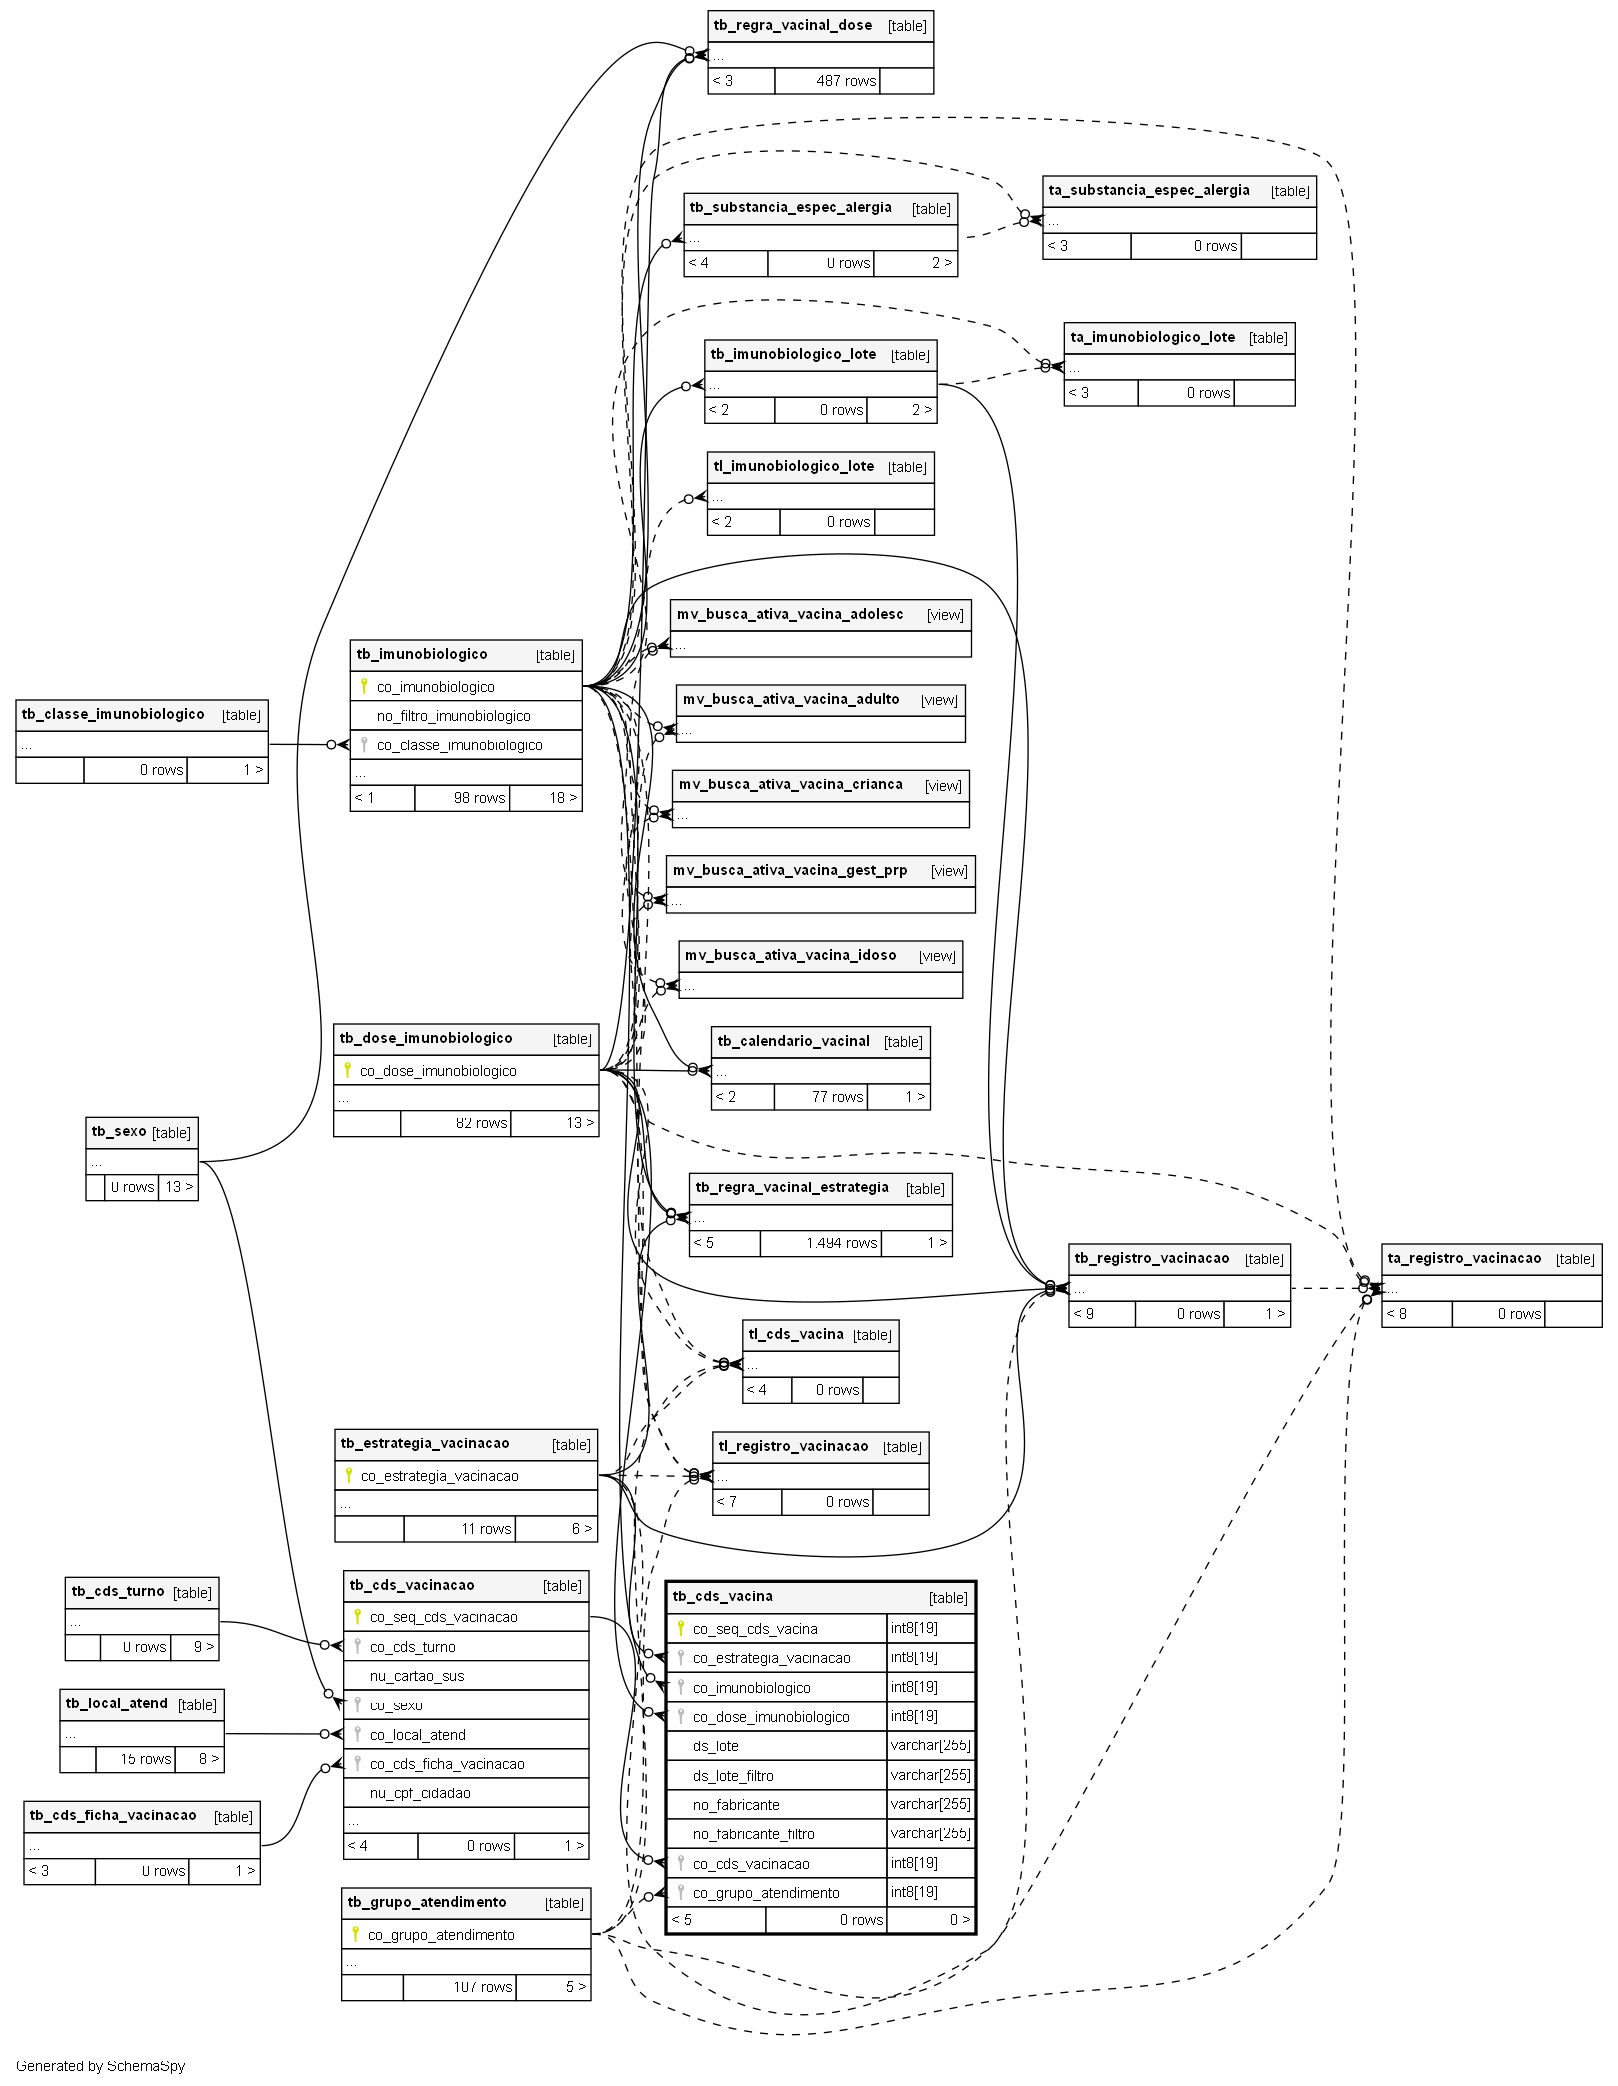 tb_regra_vacinal_dose [table]
...
< 3 487 rows
ta_substancia_espec_alergia [table]
...
< 3 0 rows
tb_substancia_espec_alergia [table]
...
< 4 0 rows 2 >
ta_imunobiologico_lote [table]
...
< 3 0 rows
tb_imunobiologico_lote [table]
...
< 2 0 rows 2 >
tl_imunobiologico_lote [table]
...
< 2 0 rows
mv_busca_ativa_vacina_adolesc [view]
...
tb_imunobiologico [table]
co_imunobiologico
no_filtro_imunobiologico
co_classe_imunobiologico
...
< 1 98 rows 18 >
mv_busca_ativa_vacina_adulto [view]
...
tb_classe_imunobiologico [table]
...
0 rows 1 >
mv_busca_ativa_vacina_crianca [view]
...
mv_busca_ativa_vacina_gest_prp [view]
...
mv_busca_ativa_vacina_idoso [view]
...
tb_dose_imunobiologico [table]
co_dose_imunobiologico
...
82 rows 13 >
tb_calendario_vacinal [table]
...
< 2 77 rows 1 >
tb_sexo [table]
...
0 rows 13 >
tb_regra_vacinal_estrategia [table]
...
< 5 1.494 rows 1 >
tb_registro_vacinacao [table]
...
< 9 0 rows 1 >
ta_registro_vacinacao [table]
...
< 8 0 rows
tl_cds_vacina [table]
...
< 4 0 rows
tb_estrategia_vacinacao [table]
co_estrategia_vacinacao
...
11 rows 6 >
tl_registro_vacinacao [table]
...
< 7 0 rows
tb_cds_turno [table]
...
0 rows 9 >
tb_local_atend [table]
...
15 rows 8 >
tb_cds_ficha_vacinacao [table]
...
< 3 0 rows 1 >
tb_cds_vacinacao [table]
co_seq_cds_vacinacao
co_cds_turno
nu_cartao_sus
co_sexo
co_local_atend
co_cds_ficha_vacinacao
nu_cpf_cidadao
...
< 4 0 rows 1 >
tb_cds_vacina [table]
co_seq_cds_vacina int8[19]
co_estrategia_vacinacao int8[19]
co_imunobiologico int8[19]
co_dose_imunobiologico int8[19]
ds_lote varchar[255]
ds_lote_filtro varchar[255]
no_fabricante varchar[255]
no_fabricante_filtro varchar[255]
co_cds_vacinacao int8[19]
co_grupo_atendimento int8[19]
< 5 0 rows 0 >
tb_grupo_atendimento [table]
co_grupo_atendimento
...
107 rows 5 >
Generated by SchemaSpy